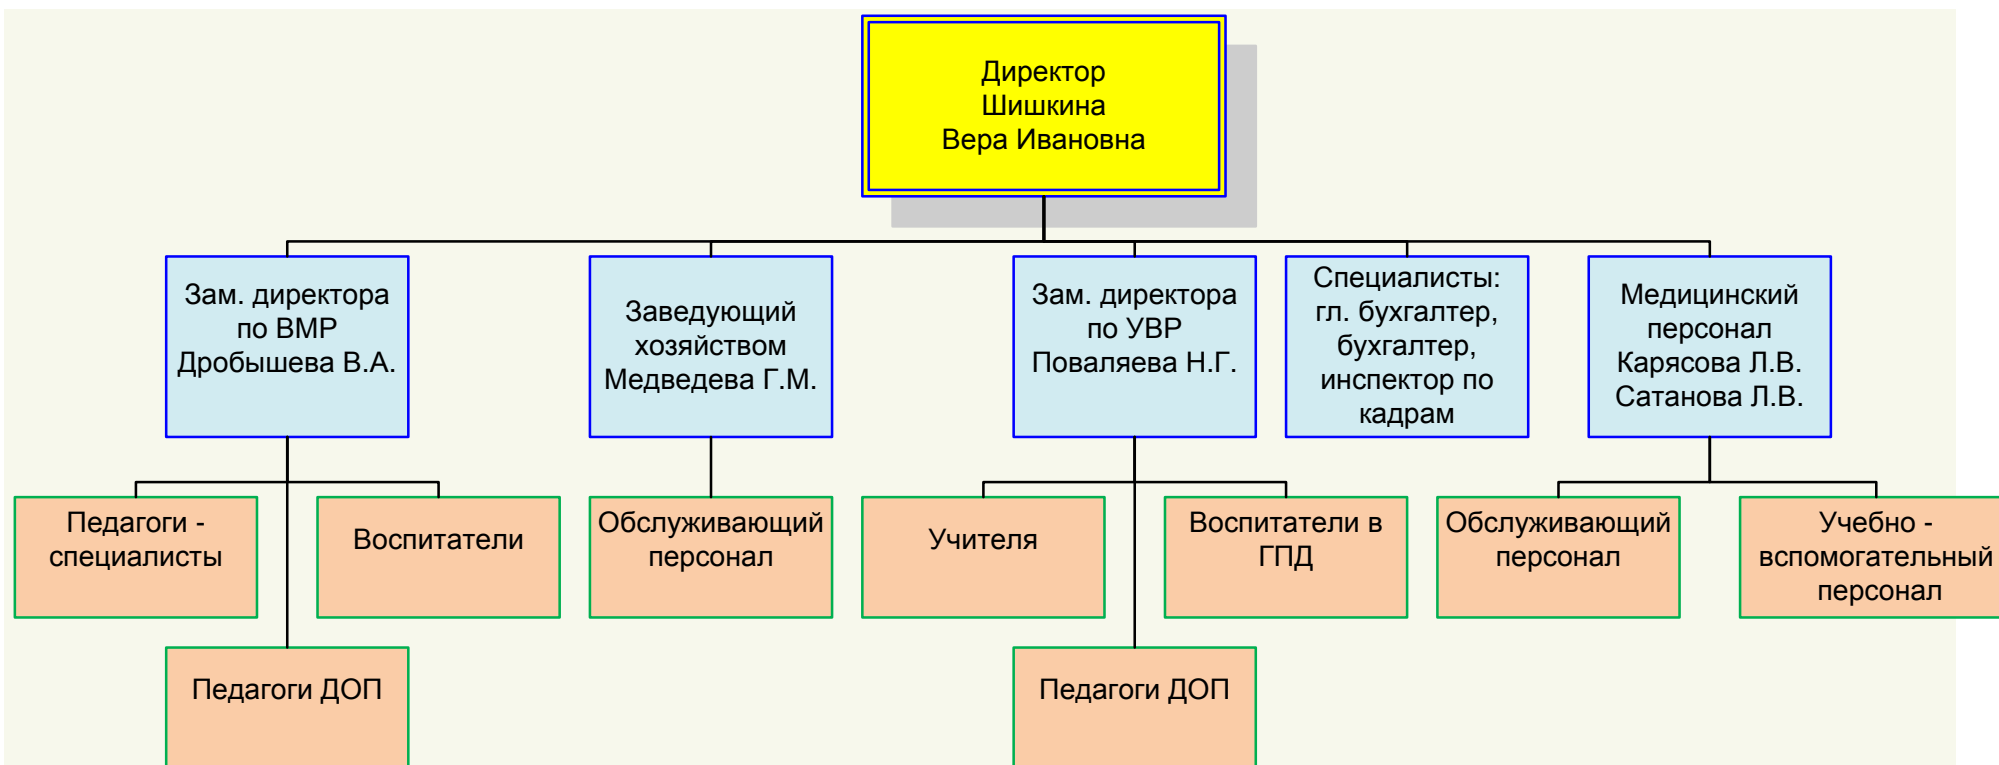 Директор
Шишкина
Вера Ивановна
Зам. директора
по ВМР
Дробышева В.А.
Заведующий
хозяйством
Медведева Г.М.
Зам. директора
по УВР
Поваляева Н.Г.
Специалисты:
гл. бухгалтер,
бухгалтер,
инспектор по
кадрам
Медицинский
персонал
Карясова Л.В.
Сатанова Л.В.
Педагоги -
специалисты
Воспитатели
Обслуживающий
персонал
Учителя
Воспитатели в
ГПД
Обслуживающий
персонал
Учебно -
вспомогательный
персонал
Педагоги ДОП
Педагоги ДОП